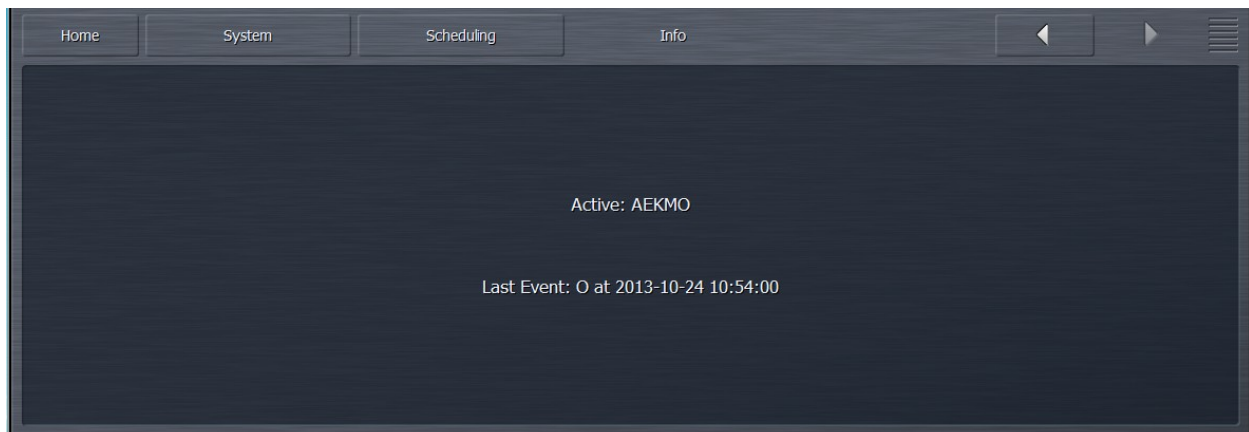 Home System Scheduling Info
Active: AEKMO
Last Event: O at 2013-10-24 10:54:00